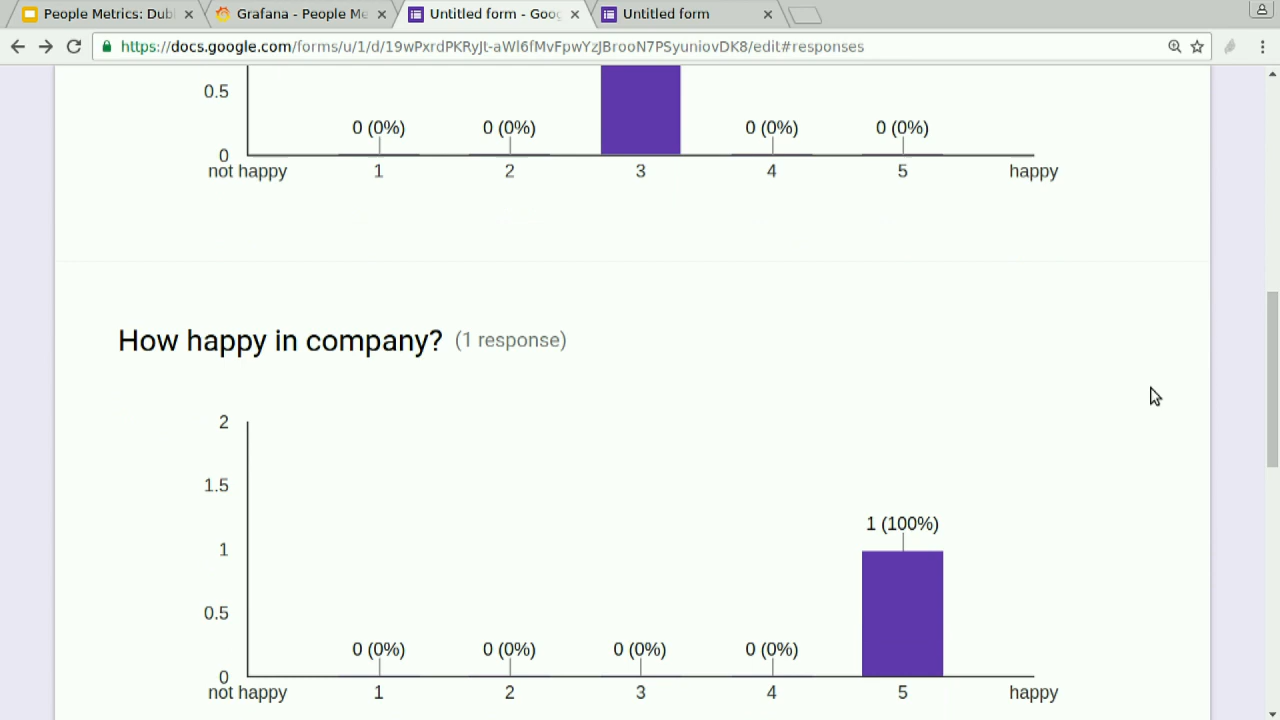 People Metrics: Dubl
Grafana - People Me
Untitled form - Goog
Untitled form
https://docs.google.com/forms/u/1/d/19wPxrdPKRyJt-aWl6fMvFpwYzJBrooN7PSyuniovDK8/edit#responses
0.5
0 (0%) 0 (0%) 0 (0%) 0 (0%)
0
not happy 1 2 3 4 5 happy
How happy in company? (1 response)
2
1.5
1 (100%)
1
0.5
0 (0%) 0 (0%) 0 (0%) 0 (0%)
0
not happy 1 2 3 4 5 happy